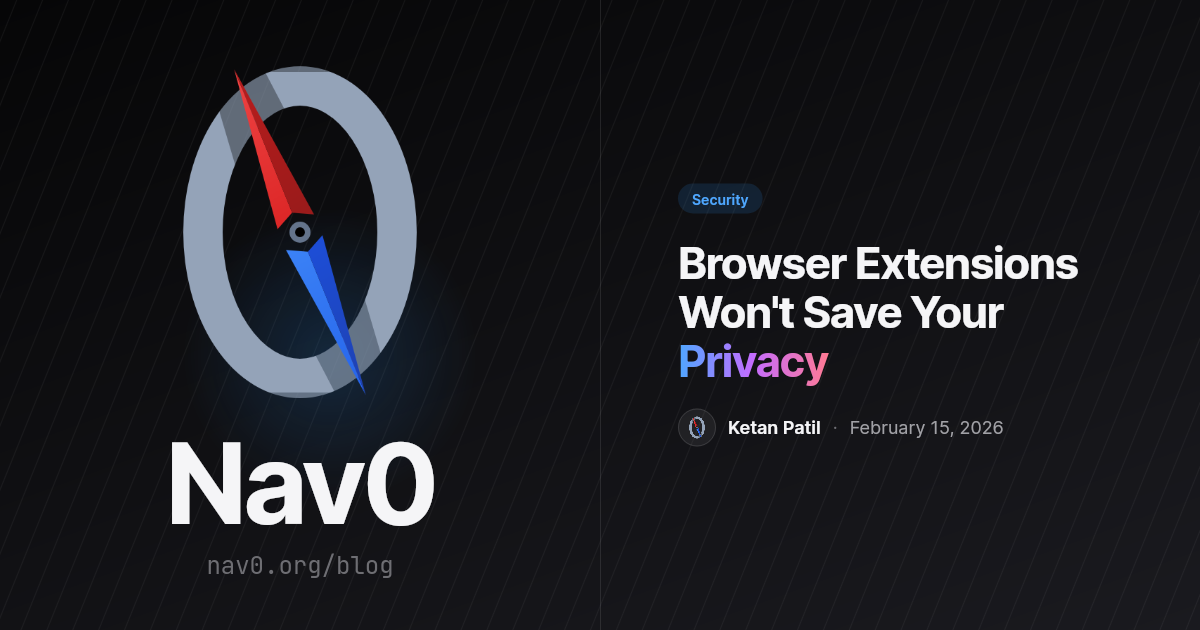 Nav0
nav0.org/blog
Security
Browser Extensions
Won't Save Your
Privacy
Ketan Patil · February 15, 2026